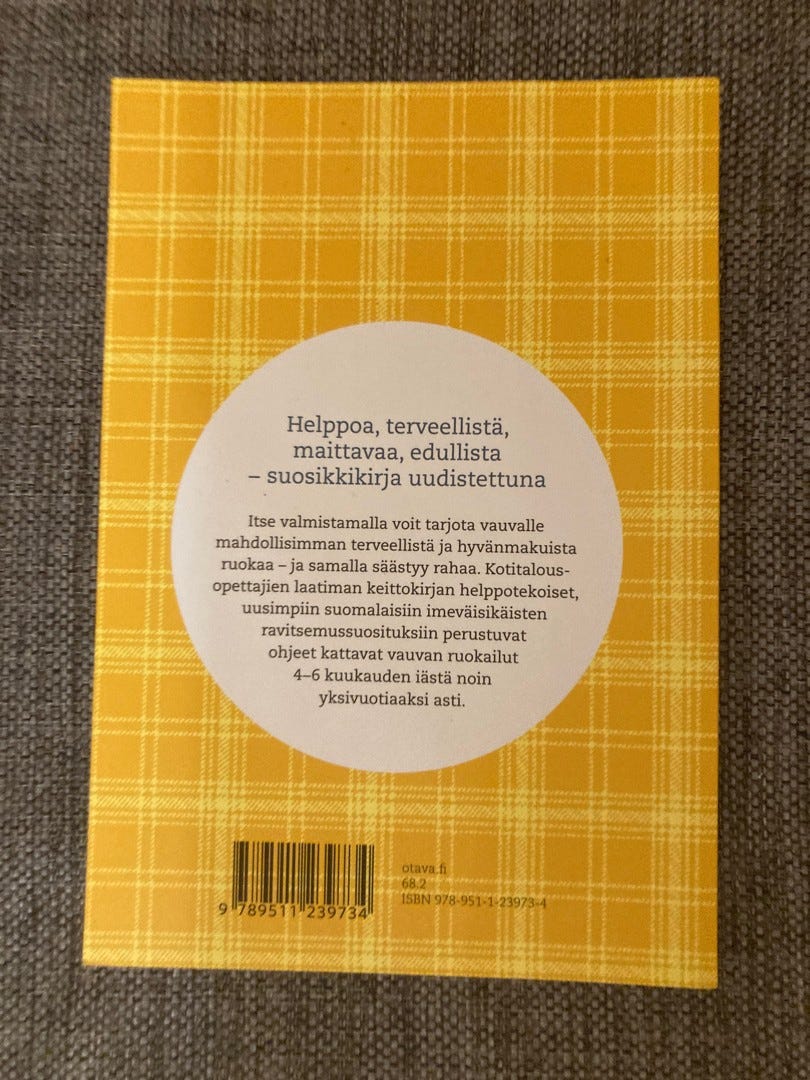 Helppoa, terveellistä,
maittavaa, edullista
– suosikkikirja uudistettuna
Itse valmistamalla voit tarjota vauvalle
mahdollisimman terveellistä ja hyvänmakuista
ruokaa – ja samalla säästyy rahaa. Kotitalous-
opettajien laatiman keittokirjan helppotekoiset,
uusimpiin suomalaisiin imeväisikäisten
ravitsemussuosituksiin perustuvat
ohjeet kattavat vauvan ruokailut
4–6 kuukauden iästä noin
yksivuotiaaksi asti.
otava.fi
68.2
ISBN 978-951-1-23973-4
9 789511 239734